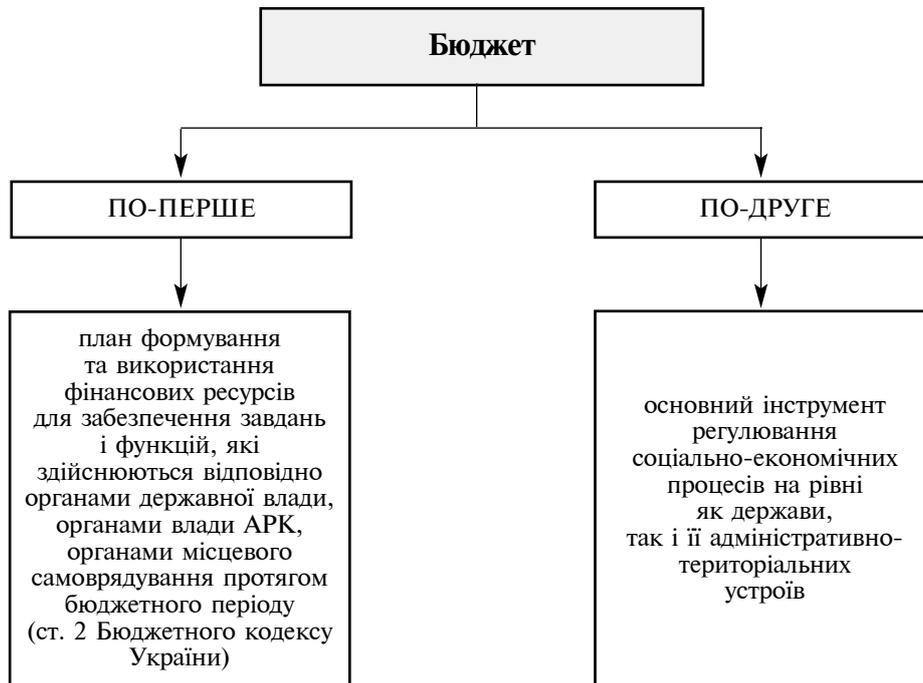 Бюджет
ПО-ПЕРШЕ
ПО-ДРУГЕ
план формування
та використання
фінансових ресурсів
для забезпечення завдань
і функцій, які
здійснюються відповідно
органами державної влади,
органами влади АРК,
органами місцевого
самоврядування протягом
бюджетного періоду
(ст. 2 Бюджетного кодексу
України)
основний інструмент
регулювання
соціально-економічних
процесів на рівні
як держави,
так і її адміністративно-
територіальних
устроїв